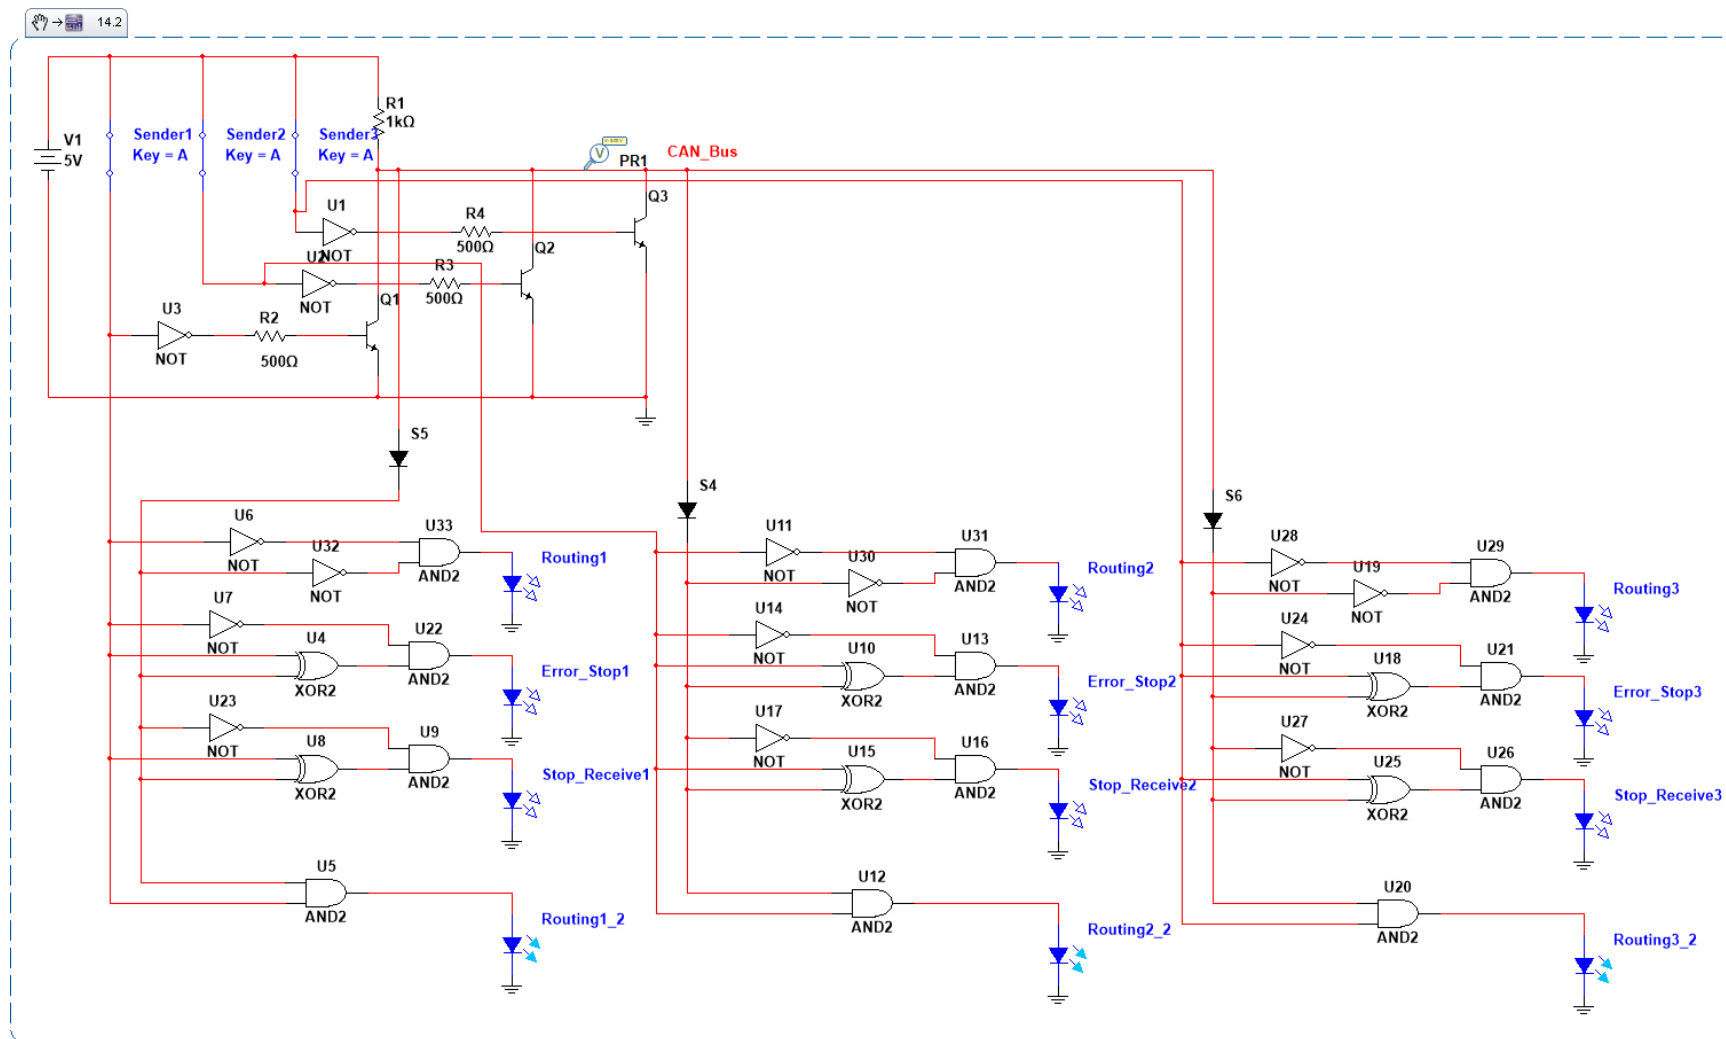 14.2
R1
1kΩ
V1
5V
Sender1
Key = A
Sender2
Key = A
Sender3
Key = A
PR1
CAN_Bus
Q3
U1
NOT
R4
500Ω
Q2
U2
NOT
R3
500Ω
Q1
U3
NOT
R2
500Ω
S5
S4
S6
U6
NOT
U32
NOT
U33
AND2
Routing1
U7
NOT
U4
XOR2
U22
AND2
Error_Stop1
U23
NOT
U8
XOR2
U9
AND2
Stop_Receive1
U5
AND2
Routing1_2
U11
NOT
U30
NOT
U31
AND2
Routing2
U14
NOT
U10
XOR2
U13
AND2
Error_Stop2
U17
NOT
U15
XOR2
U16
AND2
Stop_Receive2
U12
AND2
Routing2_2
U28
NOT
U19
NOT
U29
AND2
Routing3
U24
NOT
U18
XOR2
U21
AND2
Error_Stop3
U27
NOT
U25
XOR2
U26
AND2
Stop_Receive3
U20
AND2
Routing3_2